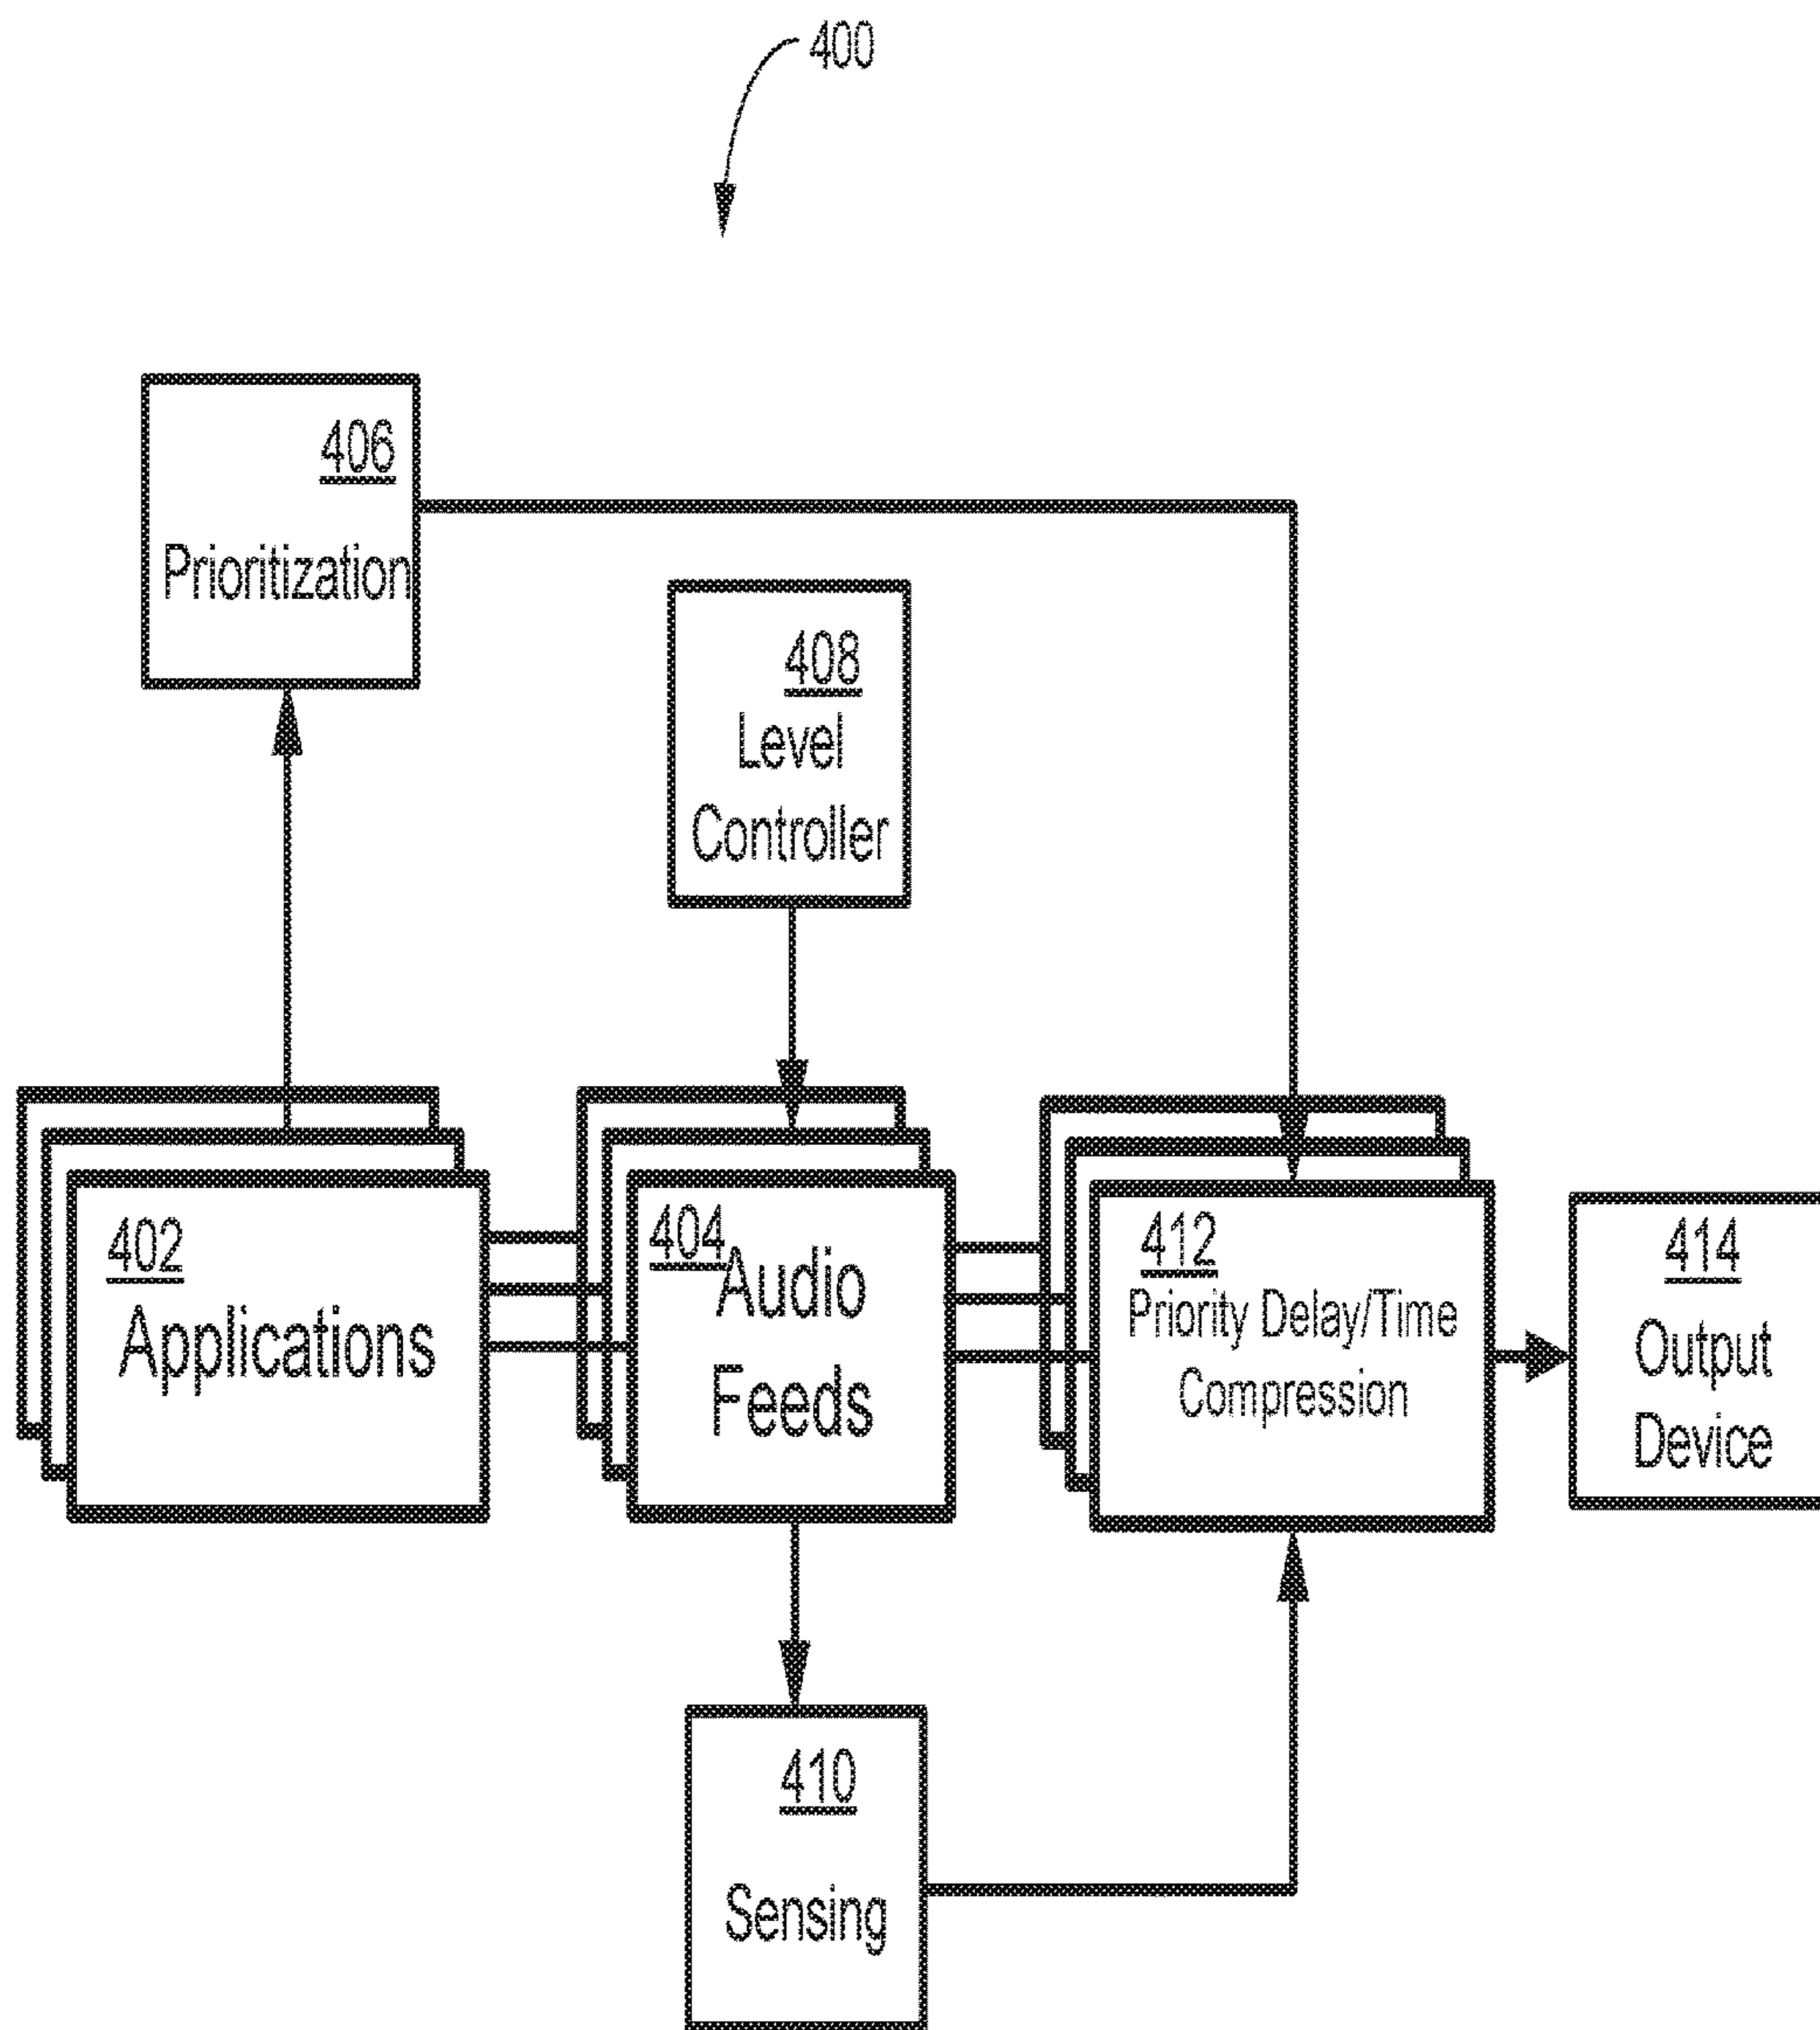 400
406
Prioritization
408
Level
Controller
402
Applications
404
Audio
Feeds
412
Priority Delay/Time
Compression
414
Output
Device
410
Sensing